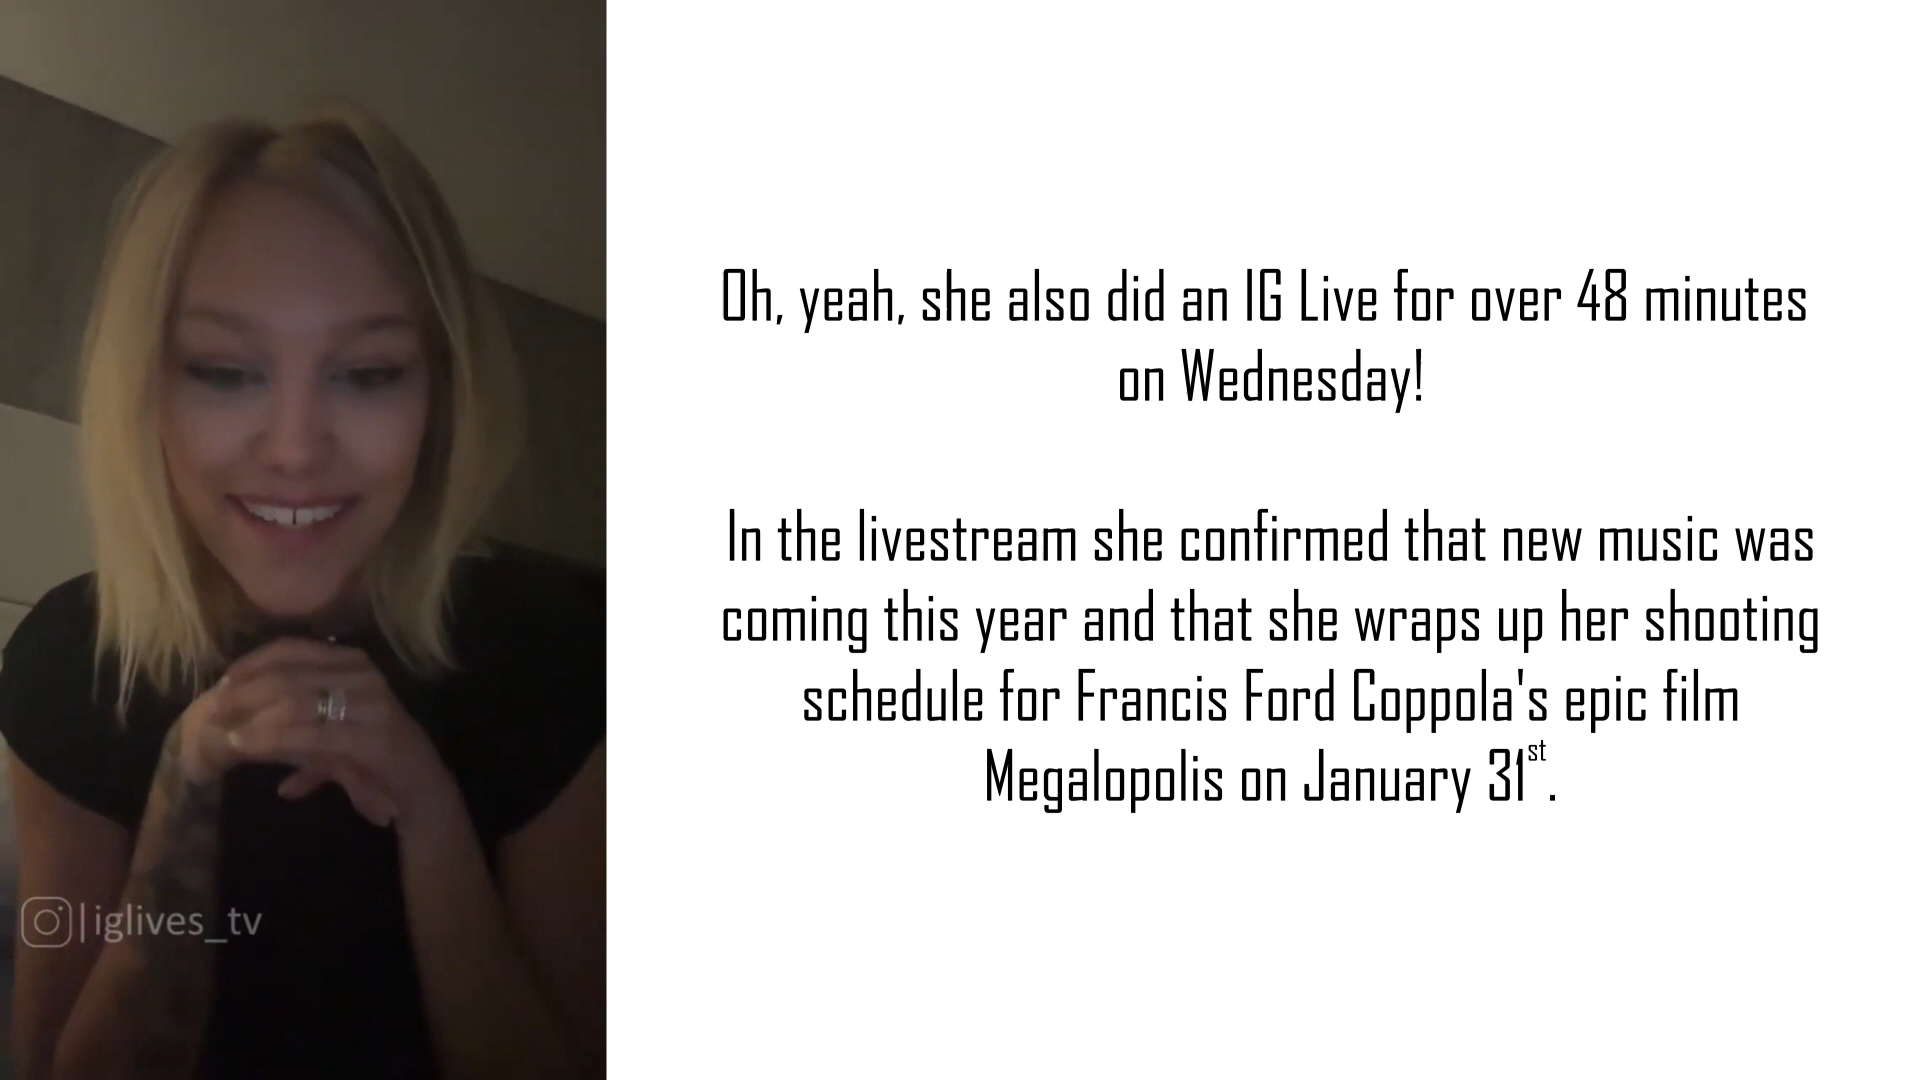 Oh, yeah, she also did an IG Live for over 48 minutes
on Wednesday!
In the livestream she confirmed that new music was
coming this year and that she wraps up her shooting
schedule for Francis Ford Coppola's epic film
Megalopolis on January 31st.
|iglives_tv